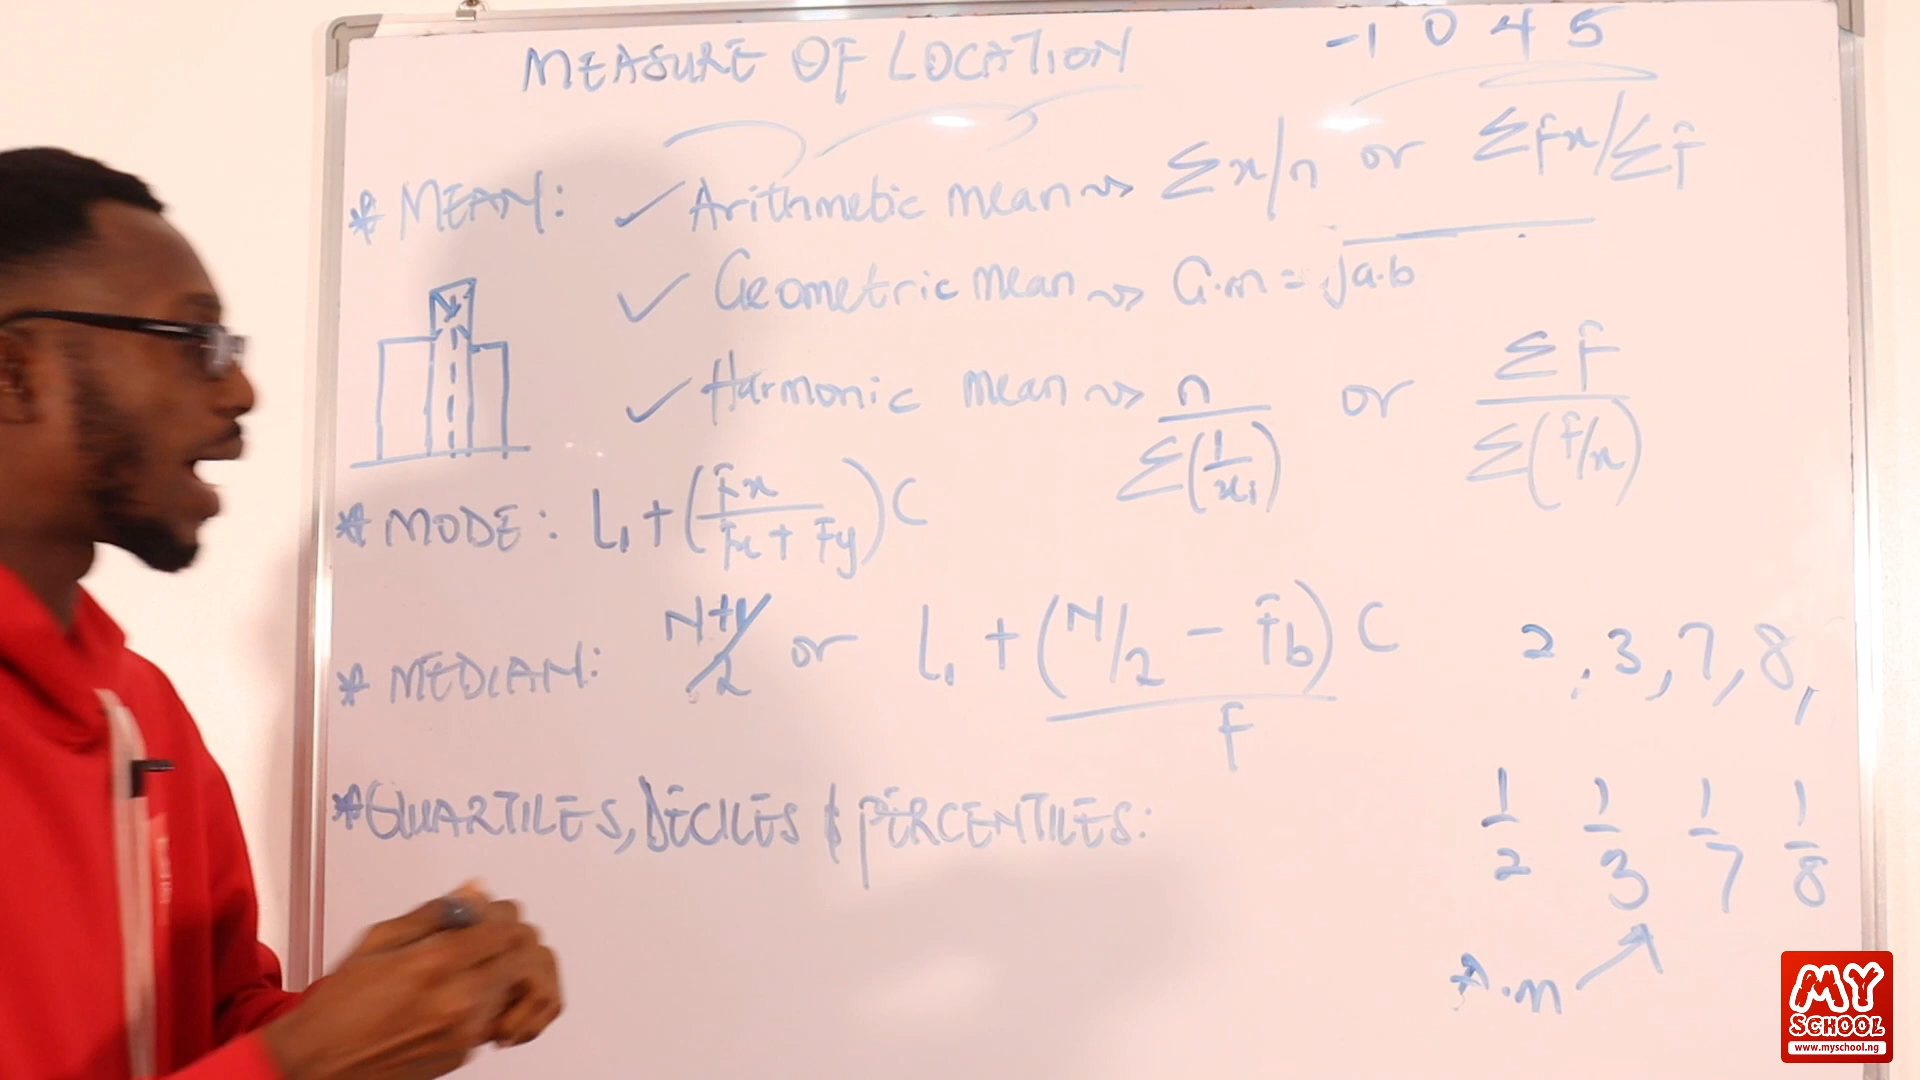 -1 0 4 5
MEASURE OF LOCATION
* MEAN: ✓ Arithmetic mean ⇝ Σx/n or Σfx/Σf
✓ Geometric mean ⇝ G.m = √a.b
✓ Harmonic mean ⇝ n/Σ(1/xi) or Σf/Σ(f/x)
* MODE: L1 + (Fx/Fx + Fy) C
* MEDIAN: N+1/2 or L1 + (N/2 - fb) C / f
2, 3, 7, 8,
* QUARTILES, DECILES & PERCENTILES:
1/2 1/3 1/7 1/8
A.m
MY
SCHOOL
www.myschool.ng